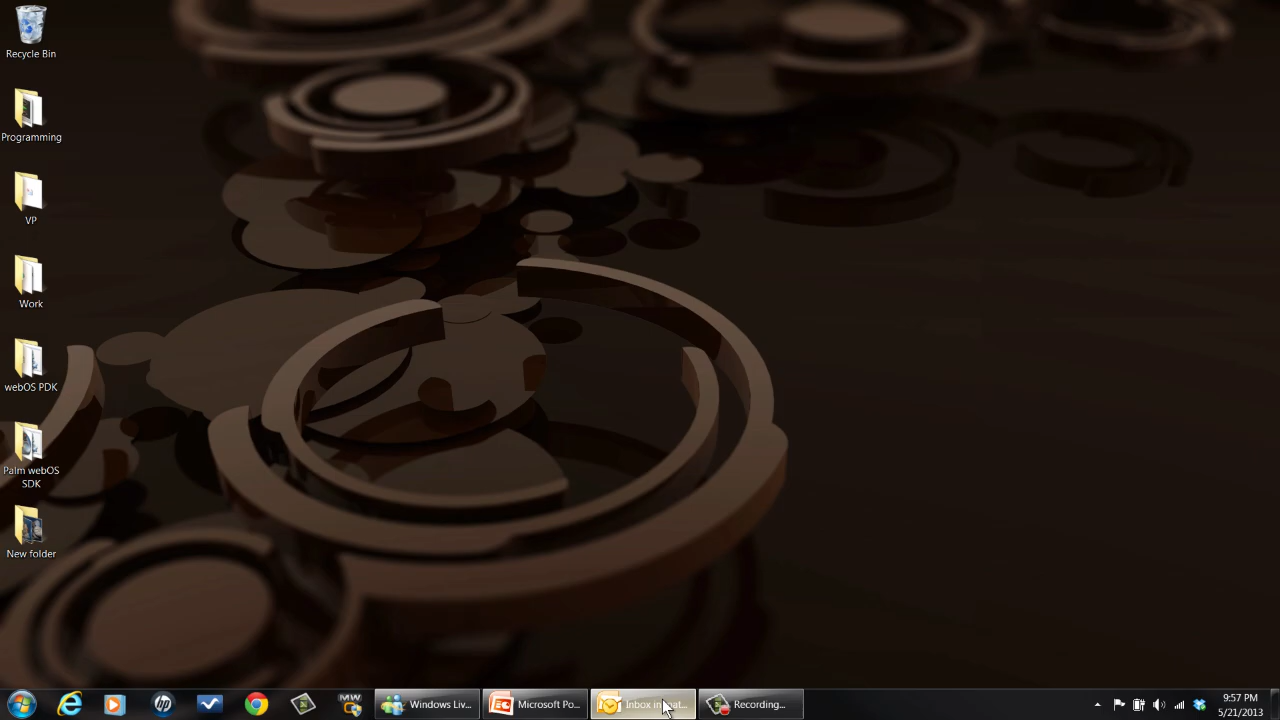 Recycle Bin
Programming
VP
Work
webOS PDK
Palm webOS
SDK
New folder
MW
Windows Liv...
Microsoft Po...
Recording...
9:57 PM
5/21/2013